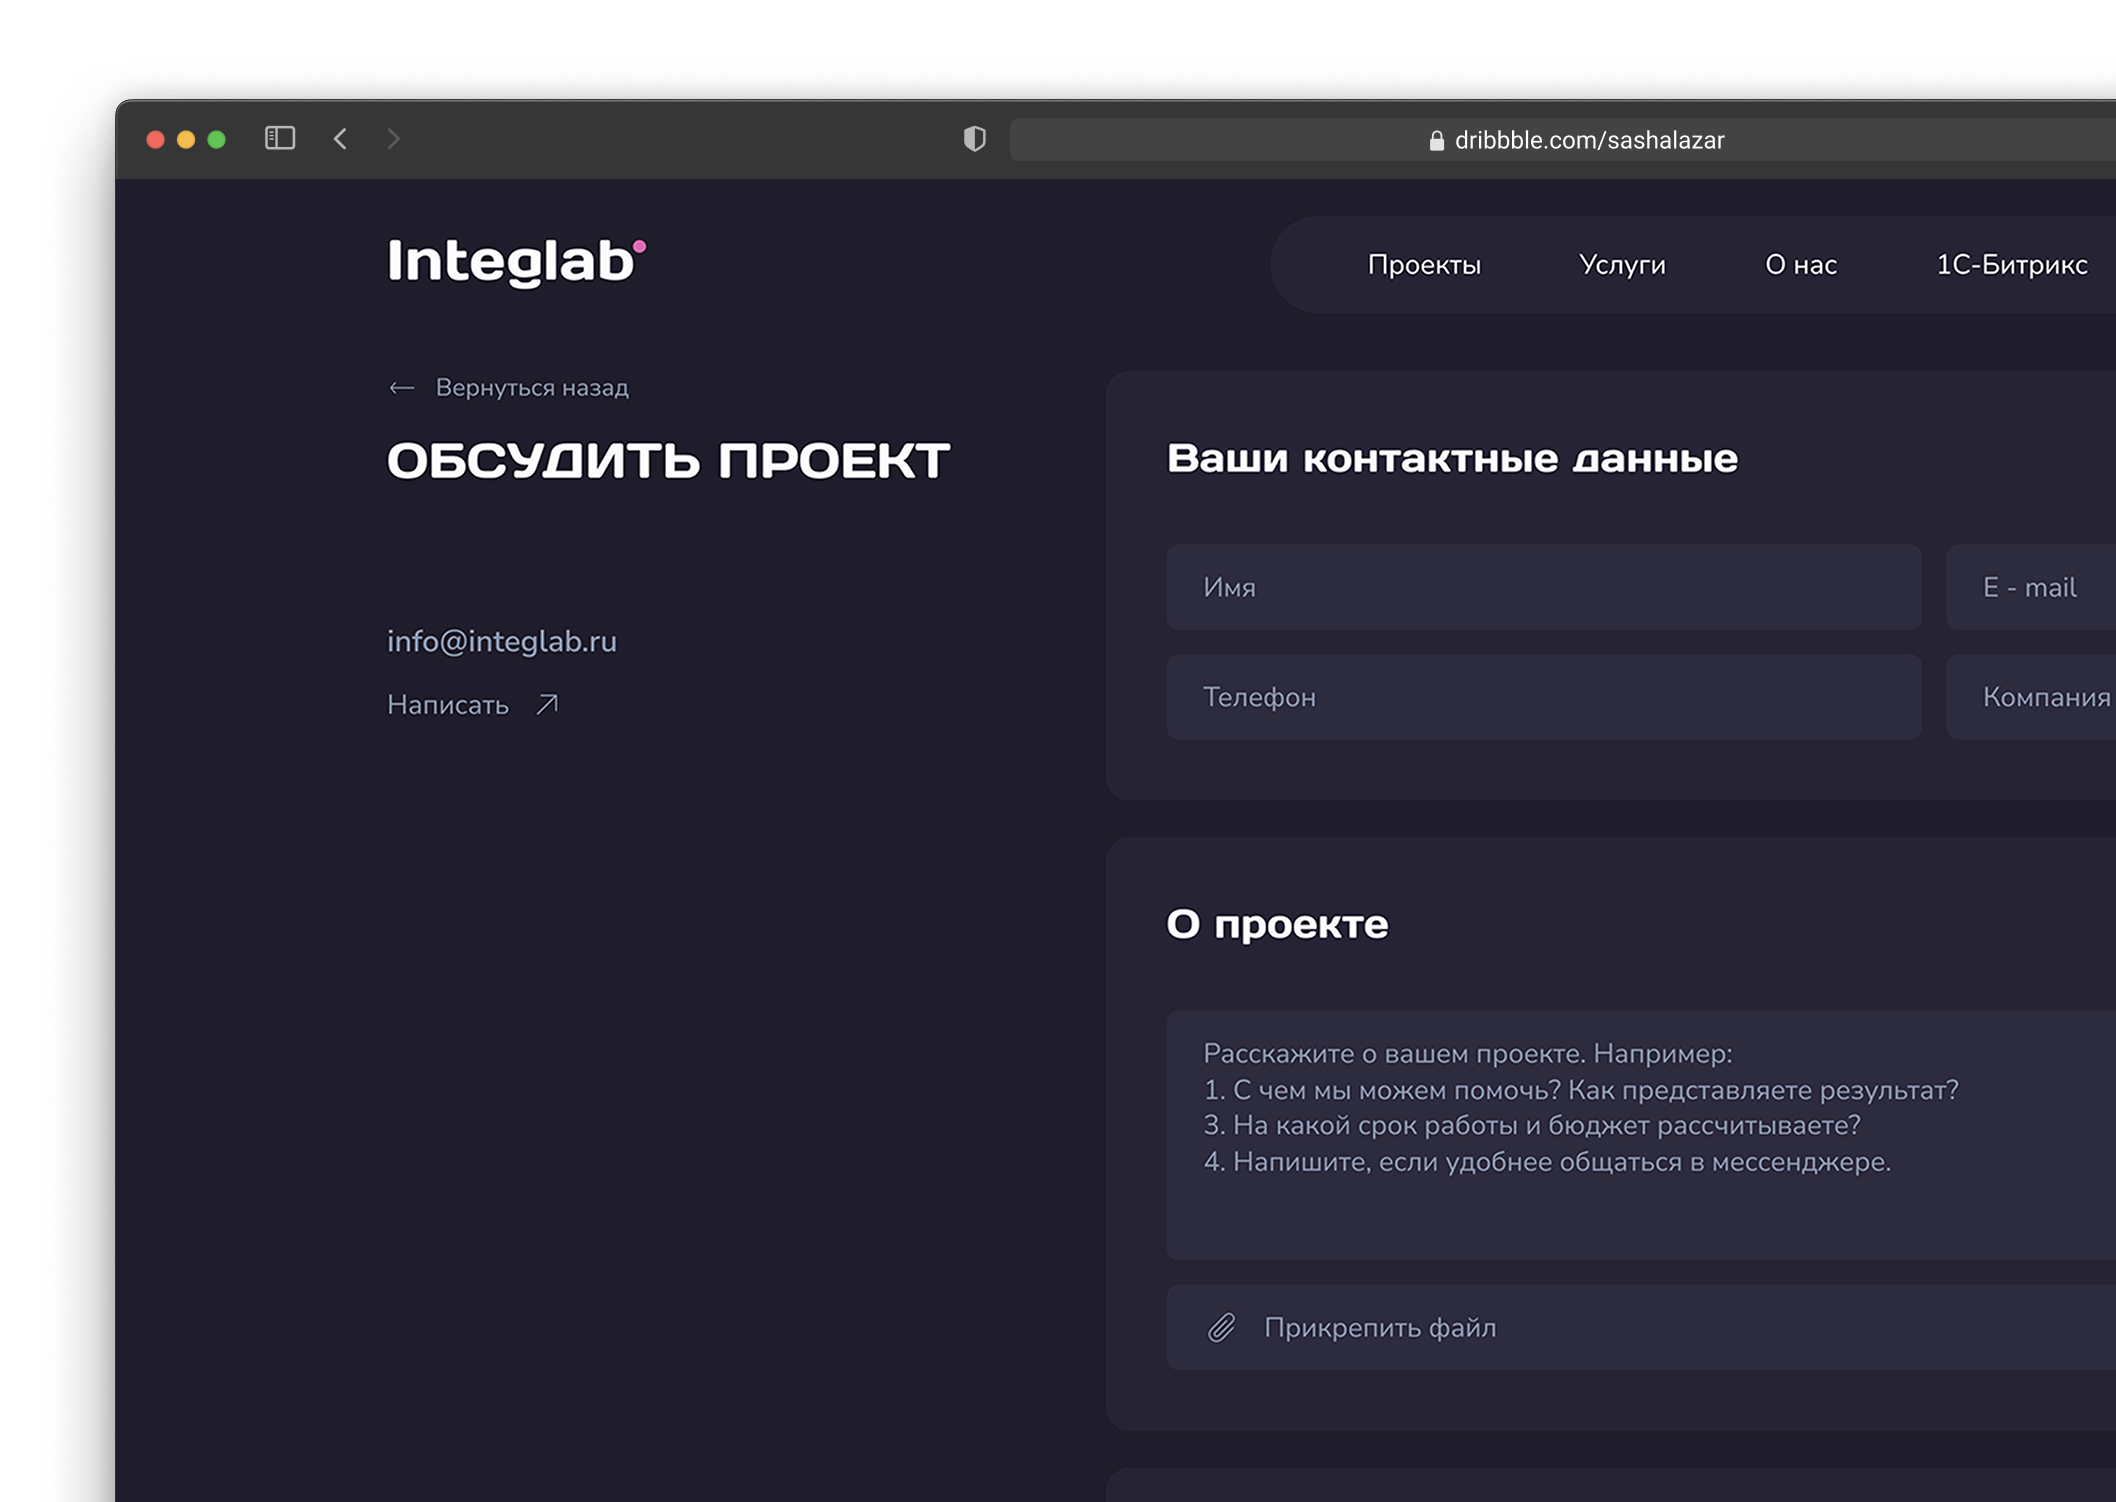 dribbble.com/sashalazar
Integlab
Проекты
Услуги
О нас
1С-Битрикс
Вернуться назад
ОБСУДИТЬ ПРОЕКТ
info@integlab.ru
Написать
Ваши контактные данные
Имя
E - mail
Телефон
Компания
О проекте
Расскажите о вашем проекте. Например:
1. С чем мы можем помочь? Как представляете результат?
3. На какой срок работы и бюджет рассчитываете?
4. Напишите, если удобнее общаться в мессенджере.
Прикрепить файл